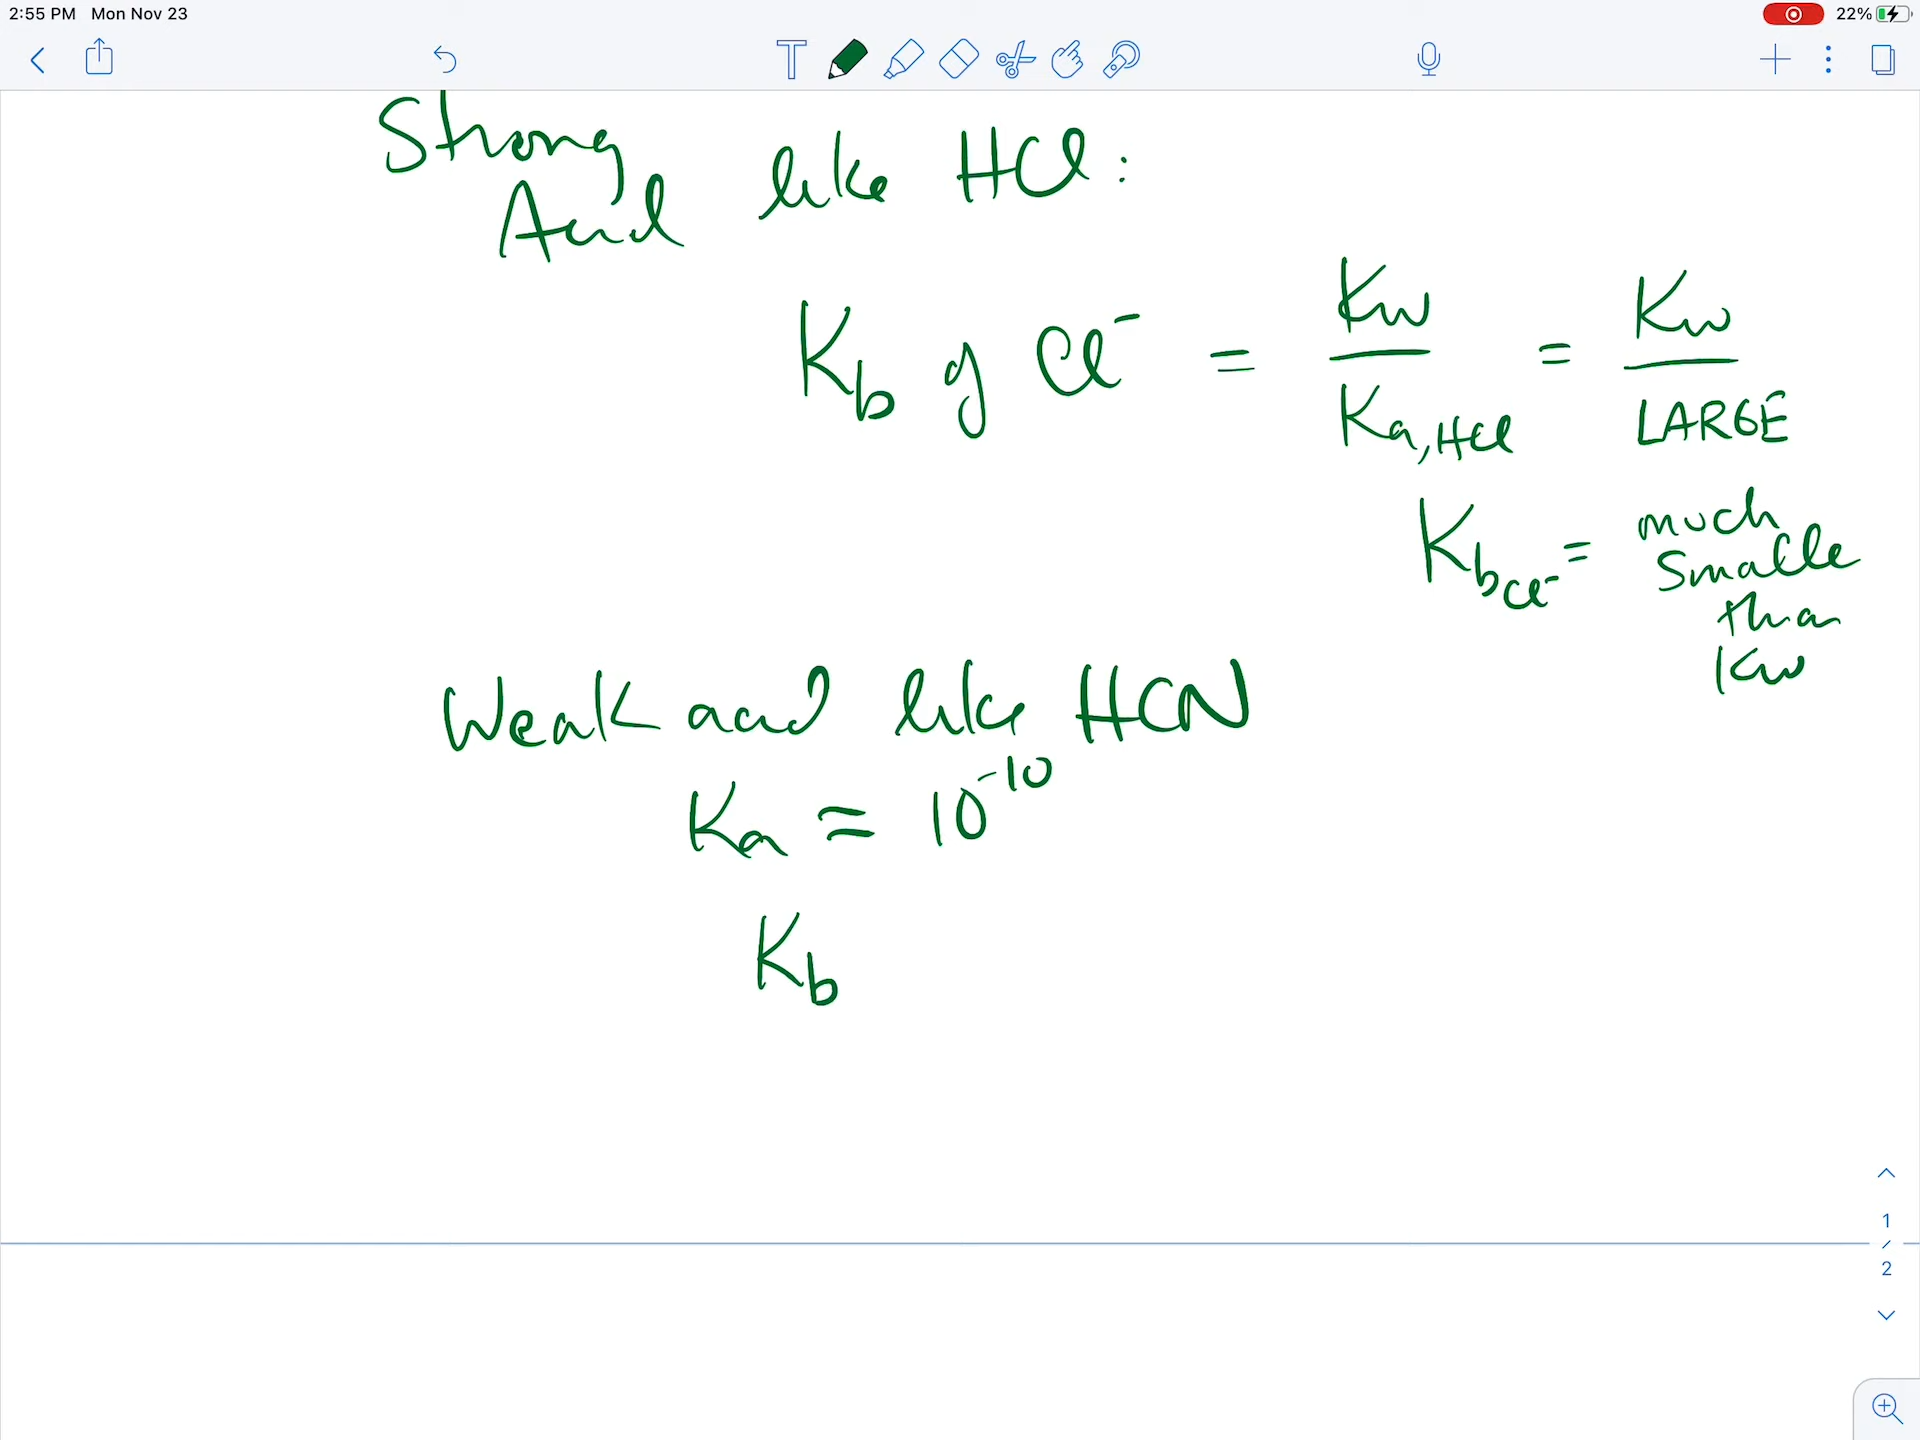 2:55 PM Mon Nov 23
22%
Strong
Acid like HCl:
Kb of Cl⁻ = Kw / Ka, HCl = Kw / LARGE
Kb Cl⁻ = much
smaller
than
Kw
Weak acid like HCN
Ka ≈ 10⁻¹⁰
Kb
1
/
2